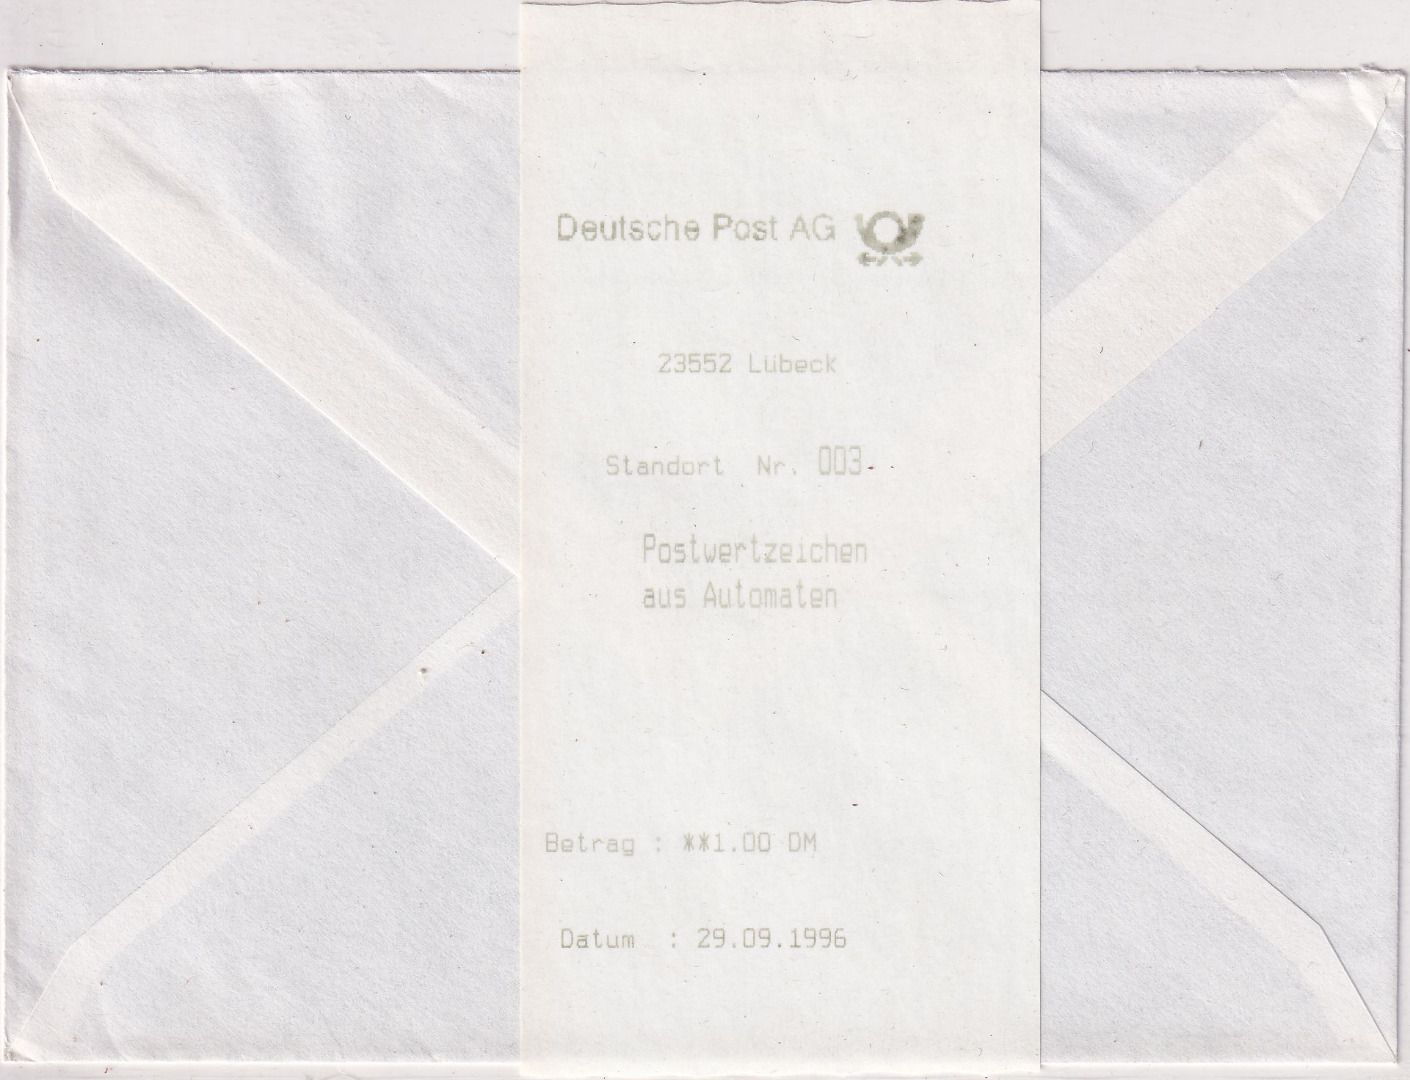 Deutsche Post AG
23552 Lübeck
Standort Nr. 003
Postwertzeichen
aus Automaten
Betrag : **1.00 DM
Datum : 29.09.1996